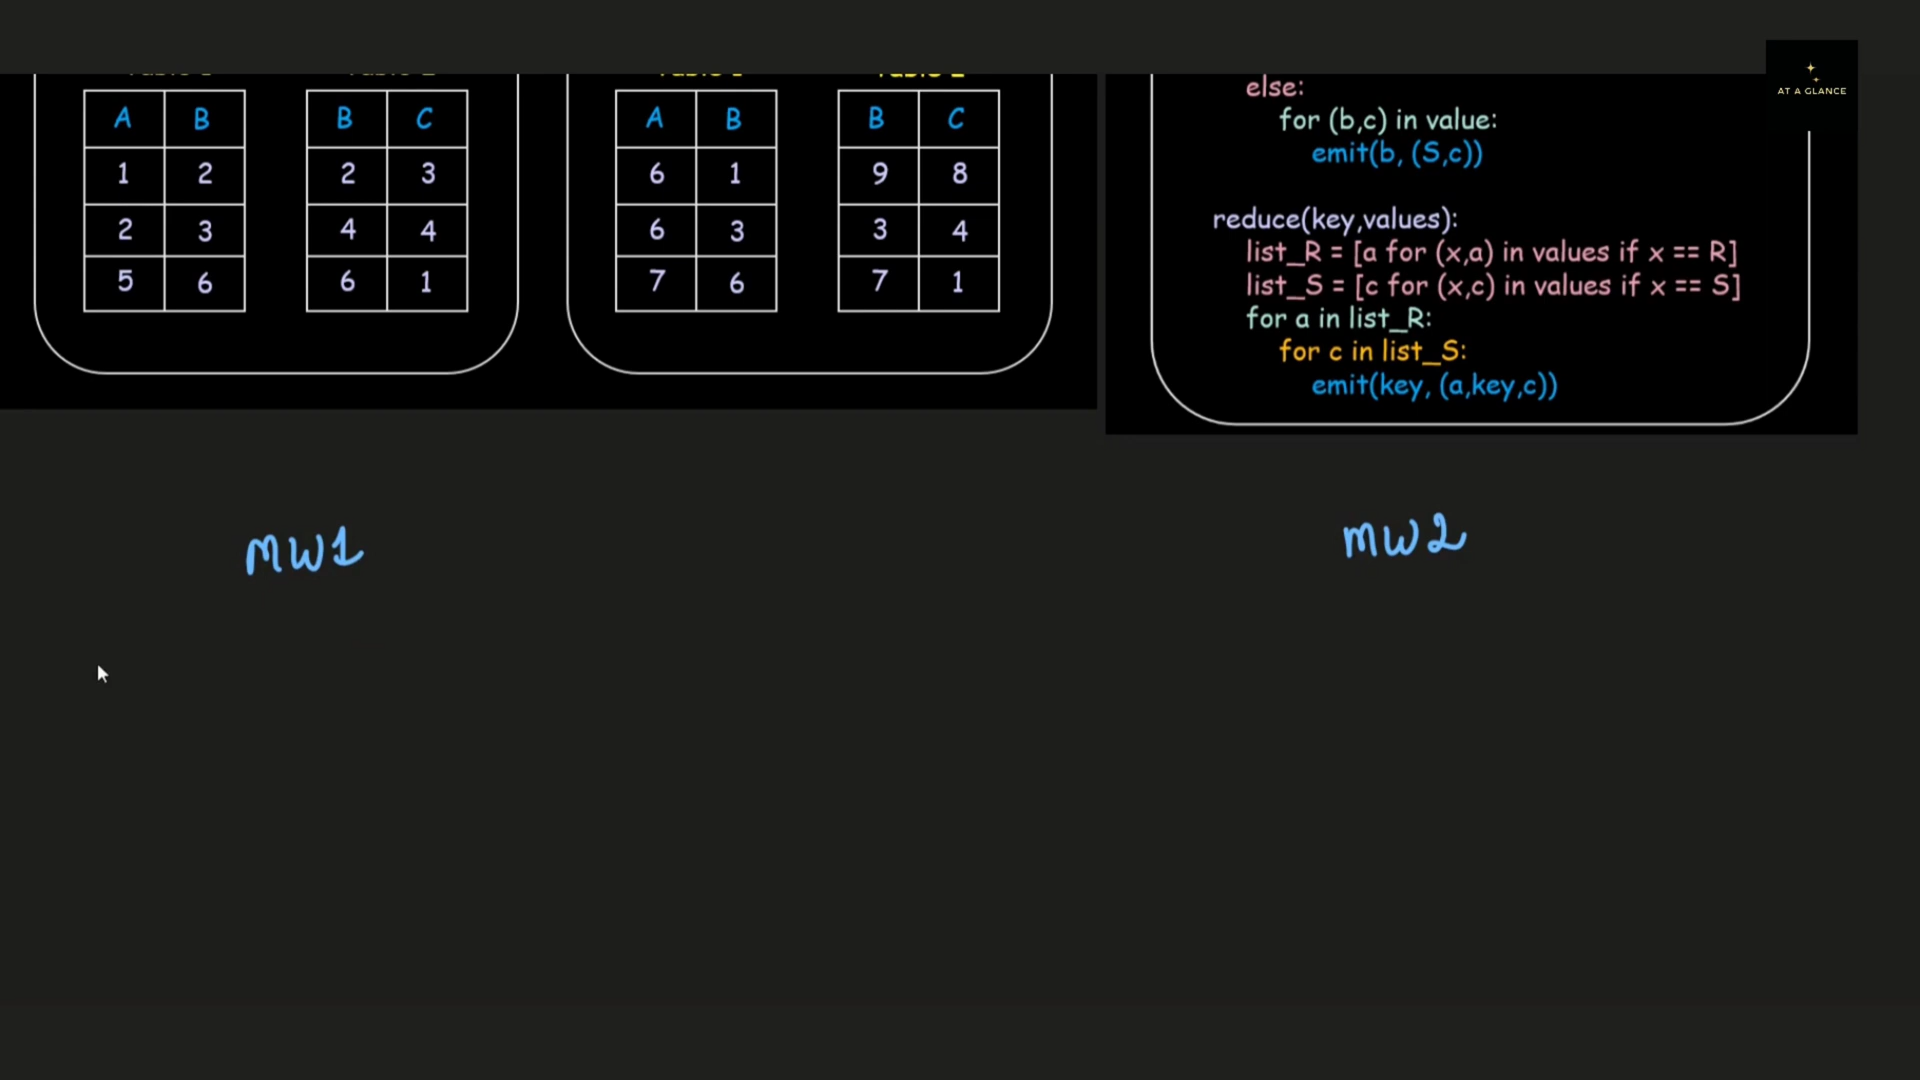 A B
1 2
2 3
5 6
B C
2 3
4 4
6 1
A B
6 1
6 3
7 6
B C
9 8
3 4
7 1
else:
for (b,c) in value:
emit(b, (S,c))
reduce(key,values):
list_R = [a for (x,a) in values if x == R]
list_S = [c for (x,c) in values if x == S]
for a in list_R:
for c in list_S:
emit(key, (a,key,c))
AT A GLANCE
MW1
MW2